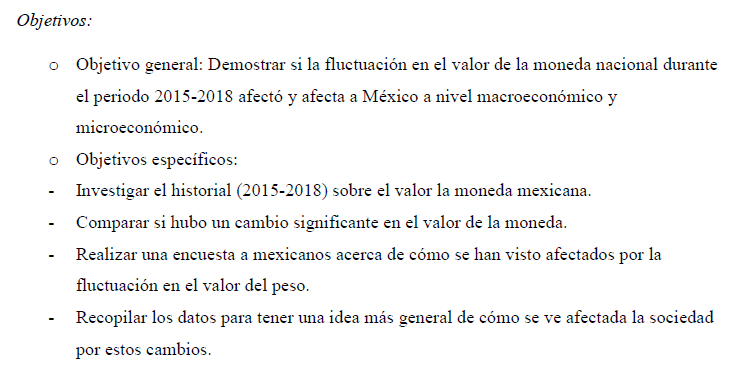 Objetivos:
o Objetivo general: Demostrar si la fluctuación en el valor de la moneda nacional durante
el periodo 2015-2018 afectó y afecta a México a nivel macroeconómico y
microeconómico.
o Objetivos específicos:
- Investigar el historial (2015-2018) sobre el valor la moneda mexicana.
- Comparar si hubo un cambio significante en el valor de la moneda.
- Realizar una encuesta a mexicanos acerca de cómo se han visto afectados por la
fluctuación en el valor del peso.
- Recopilar los datos para tener una idea más general de cómo se ve afectada la sociedad
por estos cambios.